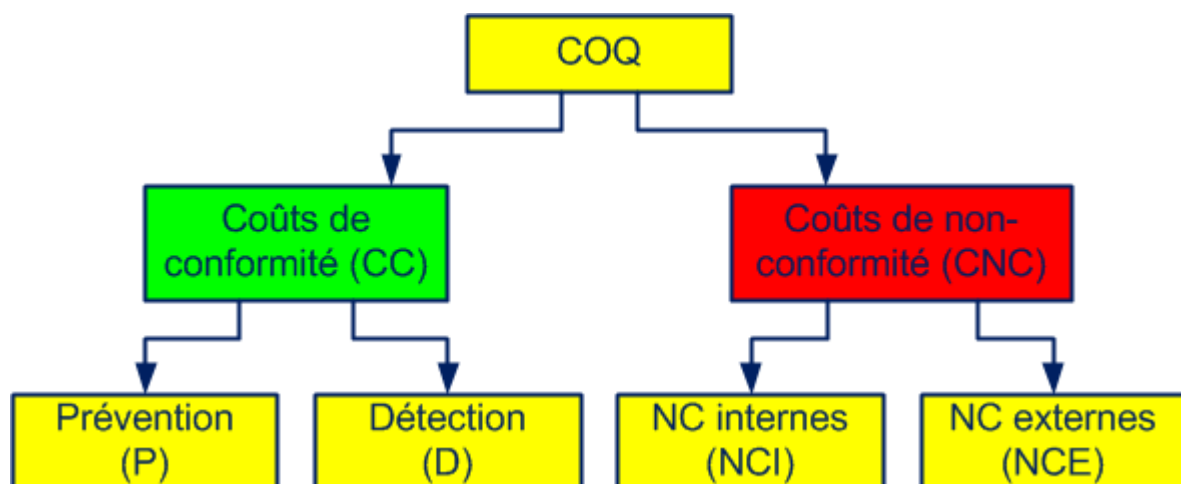 COQ
Coûts de
conformité (CC)
Coûts de non-
conformité (CNC)
Prévention
(P)
Détection
(D)
NC internes
(NCI)
NC externes
(NCE)